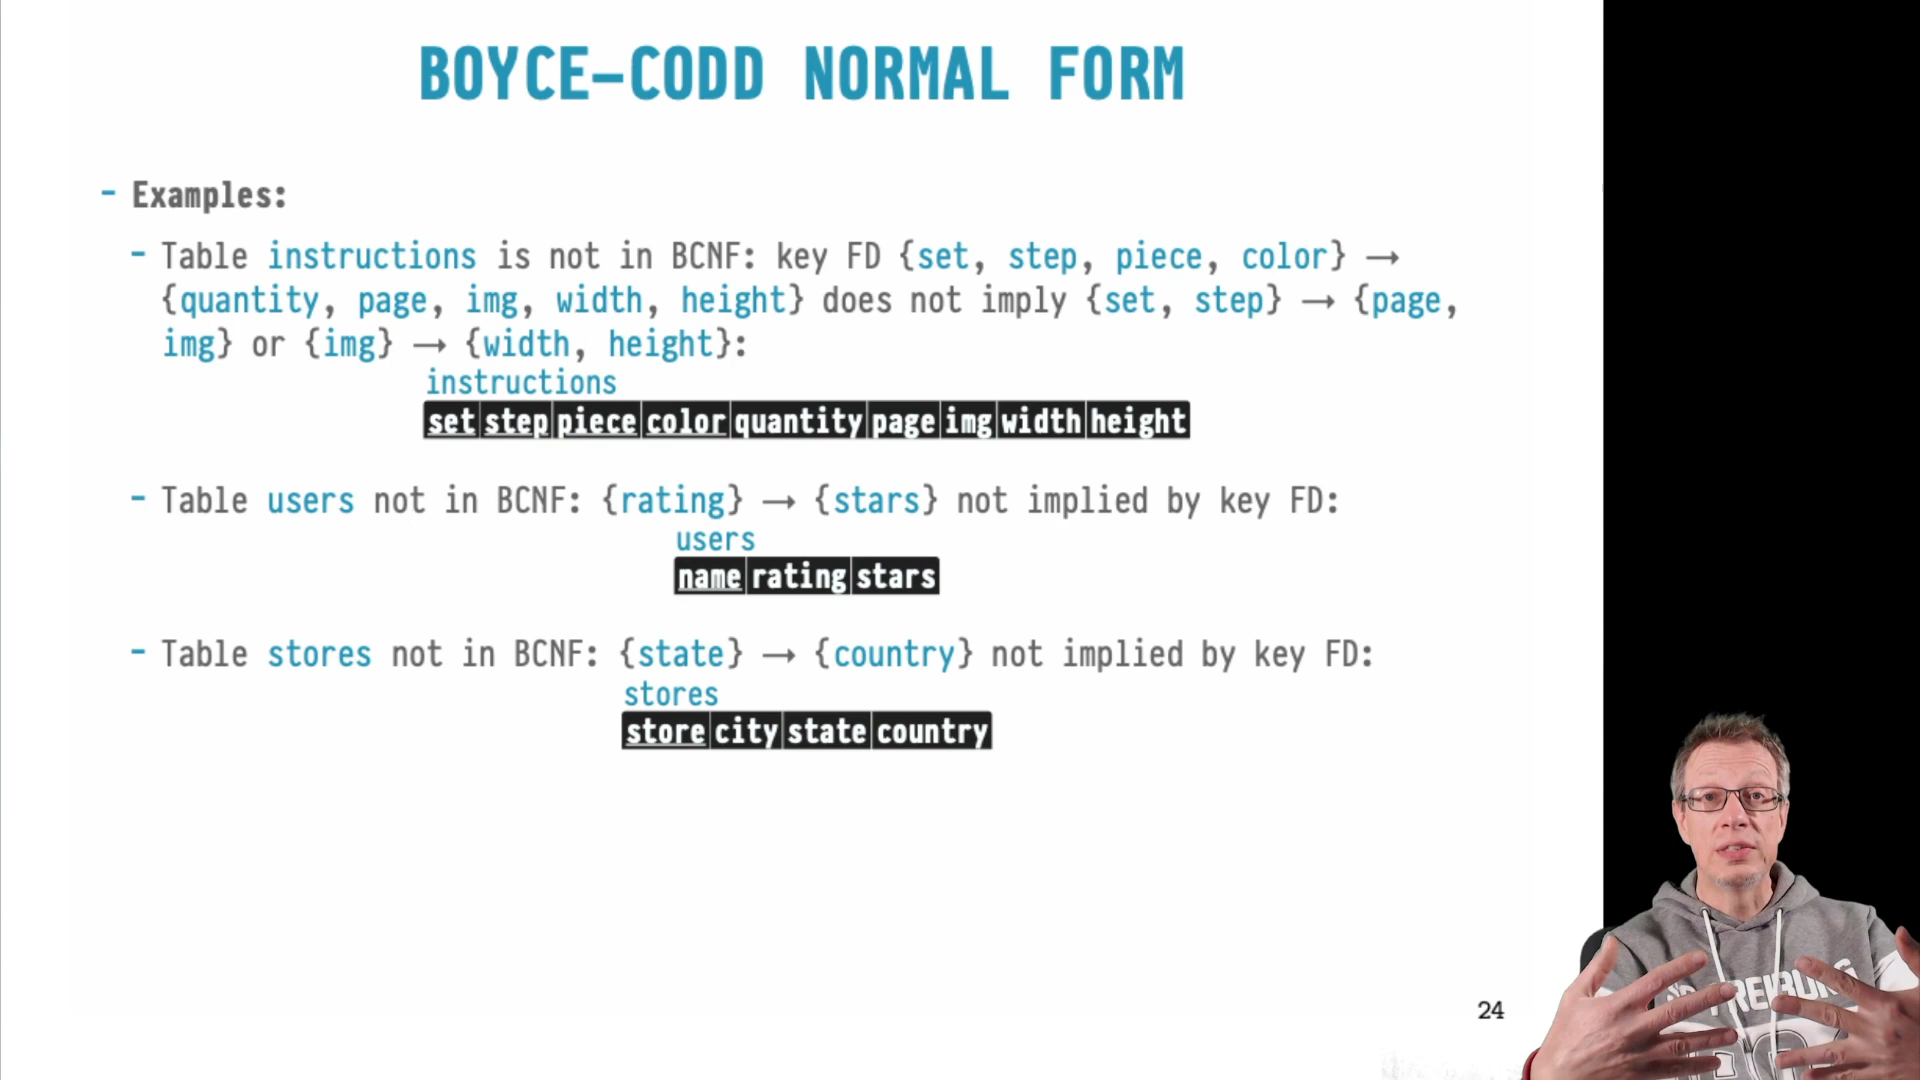 BOYCE–CODD NORMAL FORM
- Examples:
- Table instructions is not in BCNF: key FD {set, step, piece, color} →
{quantity, page, img, width, height} does not imply {set, step} → {page,
img} or {img} → {width, height}:
instructions
set step piece color quantity page img width height
- Table users not in BCNF: {rating} → {stars} not implied by key FD:
users
name rating stars
- Table stores not in BCNF: {state} → {country} not implied by key FD:
stores
store city state country
24